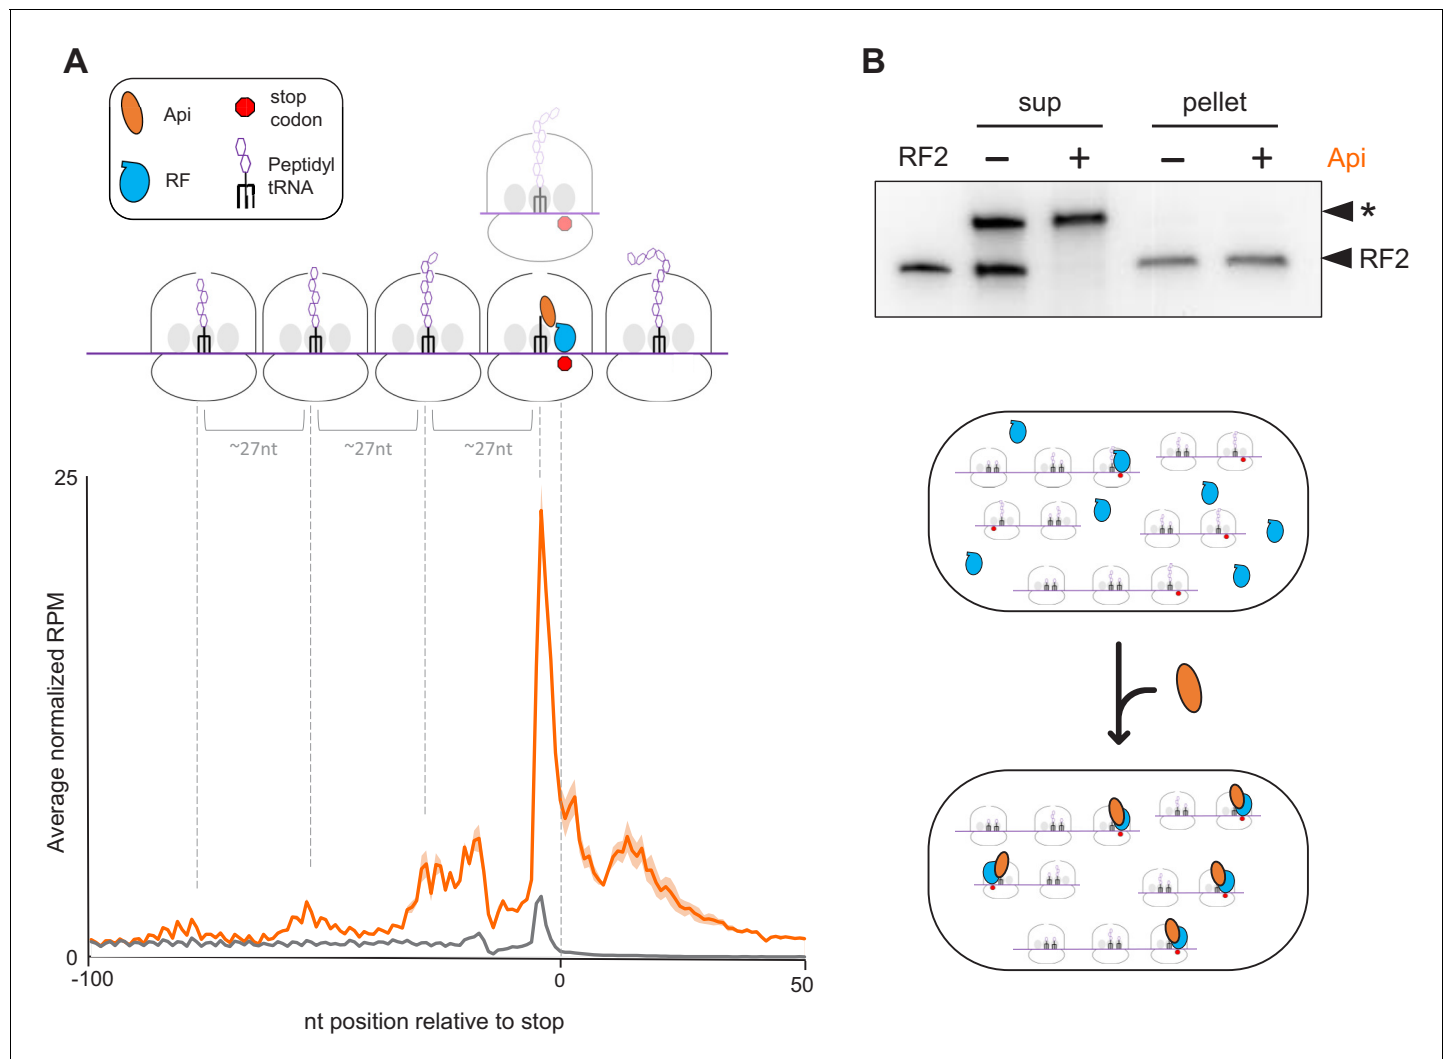 A
Api
RF
stop
codon
Peptidyl
tRNA
~27nt
~27nt
~27nt
25
Average normalized RPM
0
-100
0
50
nt position relative to stop
B
sup
pellet
RF2
−
+
−
+
Api
*
RF2